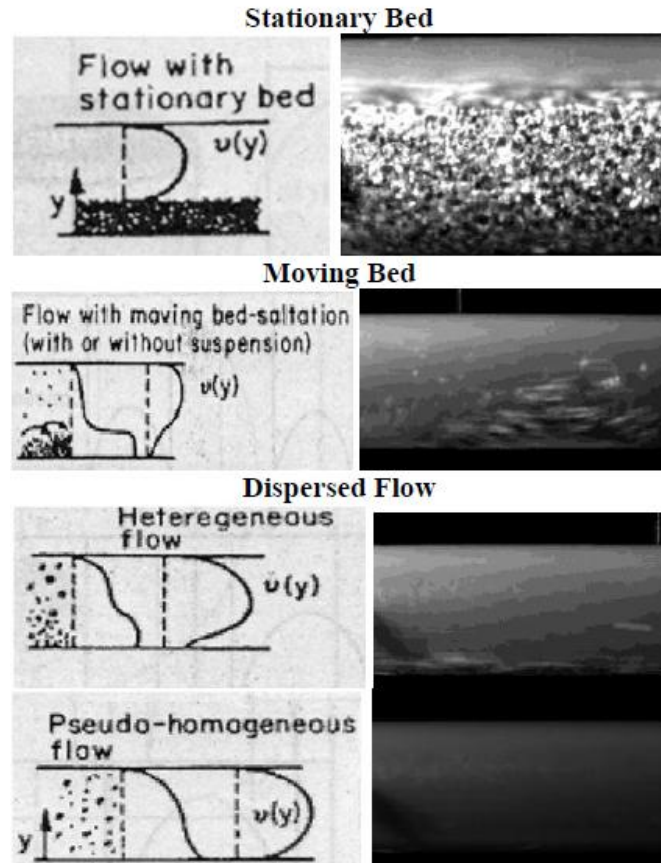 Stationary Bed
Flow with
stationary bed
υ(y)
y
Moving Bed
Flow with moving bed-saltation
(with or without suspension)
υ(y)
Dispersed Flow
Heteregeneous
flow
υ(y)
Pseudo-homogeneous
flow
υ(y)
y